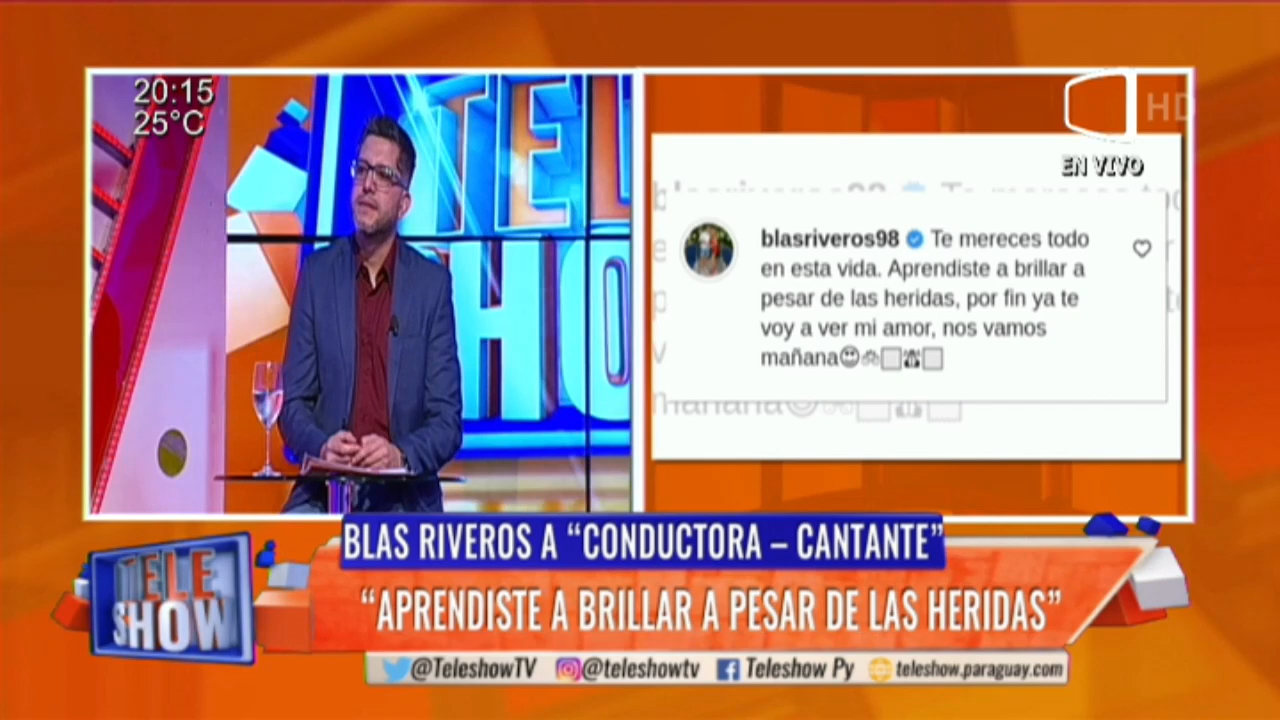 20:15
25°C
TELE
SHO
HD
EN VIVO
blasriveros98 Te mereces todo
en esta vida. Aprendiste a brillar a
pesar de las heridas, por fin ya te
voy a ver mi amor, nos vamos
mañana
BLAS RIVEROS A “CONDUCTORA – CANTANTE”
“APRENDISTE A BRILLAR A PESAR DE LAS HERIDAS”
TELE
SHOW
@TeleshowTV @teleshowtv Teleshow Py teleshow.paraguay.com